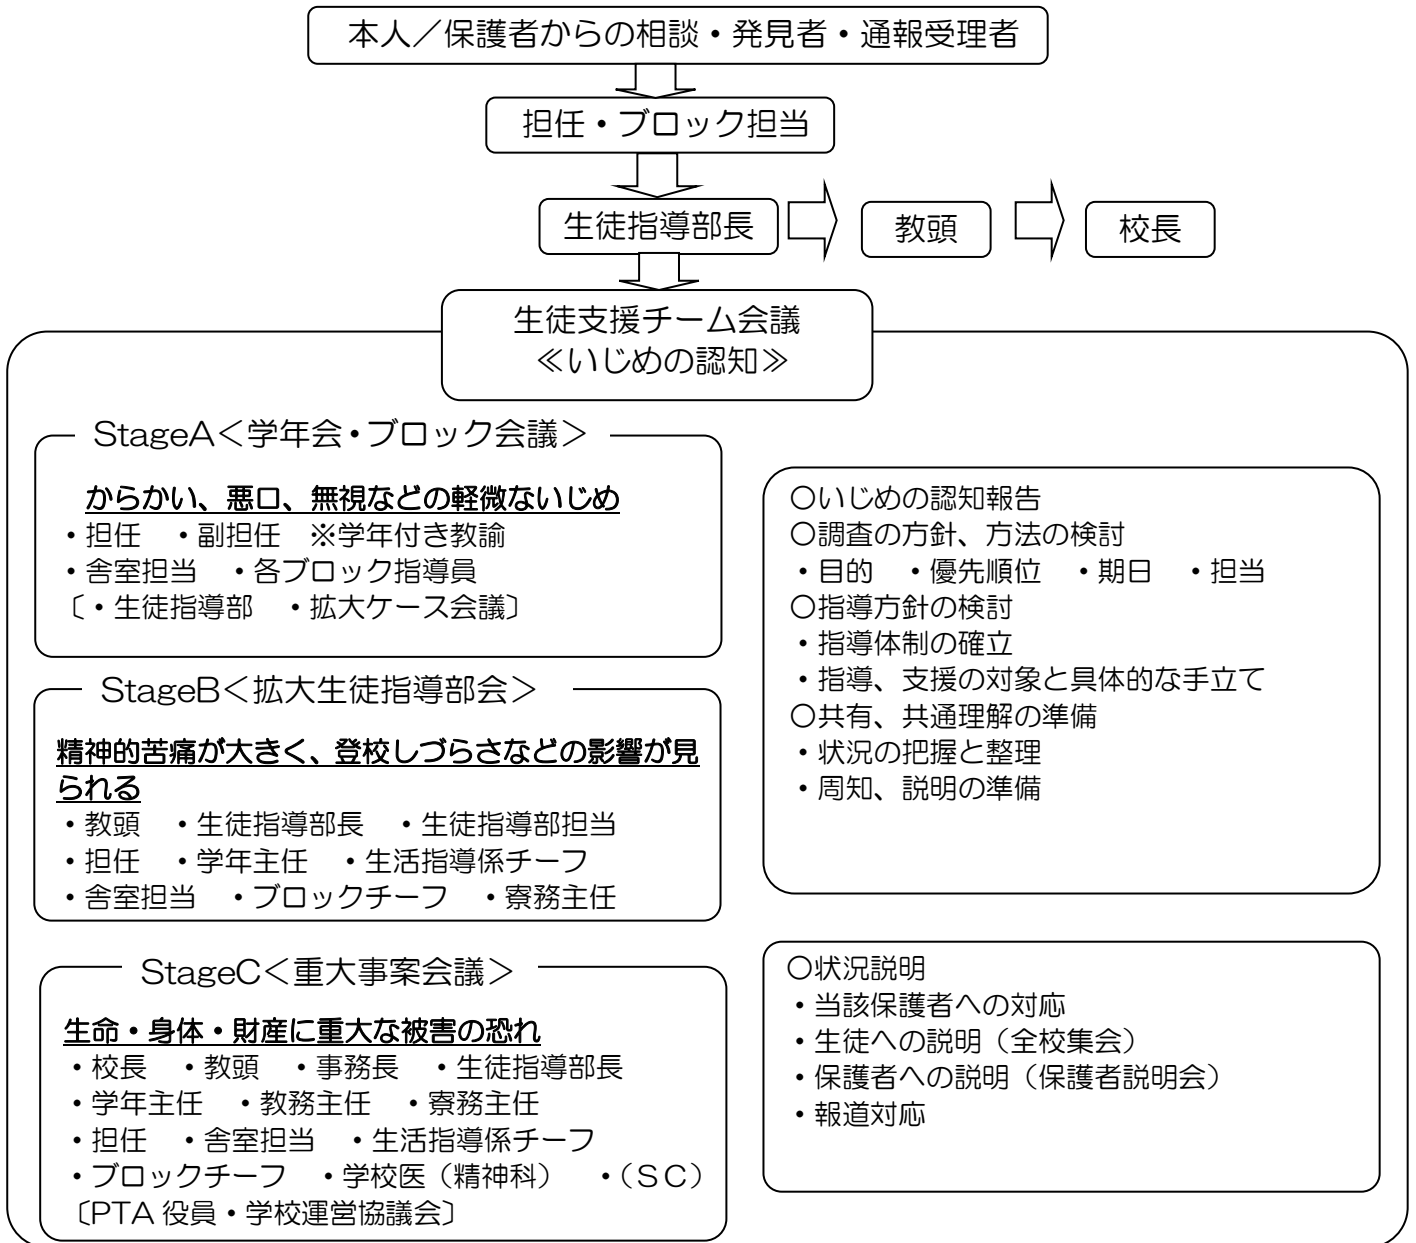 本人／保護者からの相談・発見者・通報受理者
担任・ブロック担当
生徒指導部長
教頭
校長
生徒支援チーム会議
≪いじめの認知≫
StageA＜学年会・ブロック会議＞
からかい、悪口、無視などの軽微ないじめ
・担任　・副担任　※学年付き教諭
・舎室担当　・各ブロック指導員
〔・生徒指導部　・拡大ケース会議〕
StageB＜拡大生徒指導部会＞
精神的苦痛が大きく、登校しづらさなどの影響が見
られる
・教頭　・生徒指導部長　・生徒指導部担当
・担任　・学年主任　・生活指導係チーフ
・舎室担当　・ブロックチーフ　・寮務主任
StageC＜重大事案会議＞
生命・身体・財産に重大な被害の恐れ
・校長　・教頭　・事務長　・生徒指導部長
・学年主任　・教務主任　・寮務主任
・担任　・舎室担当　・生活指導係チーフ
・ブロックチーフ　・学校医（精神科）　・（ＳＣ）
〔PTA 役員・学校運営協議会〕
〇いじめの認知報告
〇調査の方針、方法の検討
・目的　・優先順位　・期日　・担当
〇指導方針の検討
・指導体制の確立
・指導、支援の対象と具体的な手立て
〇共有、共通理解の準備
・状況の把握と整理
・周知、説明の準備
〇状況説明
・当該保護者への対応
・生徒への説明（全校集会）
・保護者への説明（保護者説明会）
・報道対応